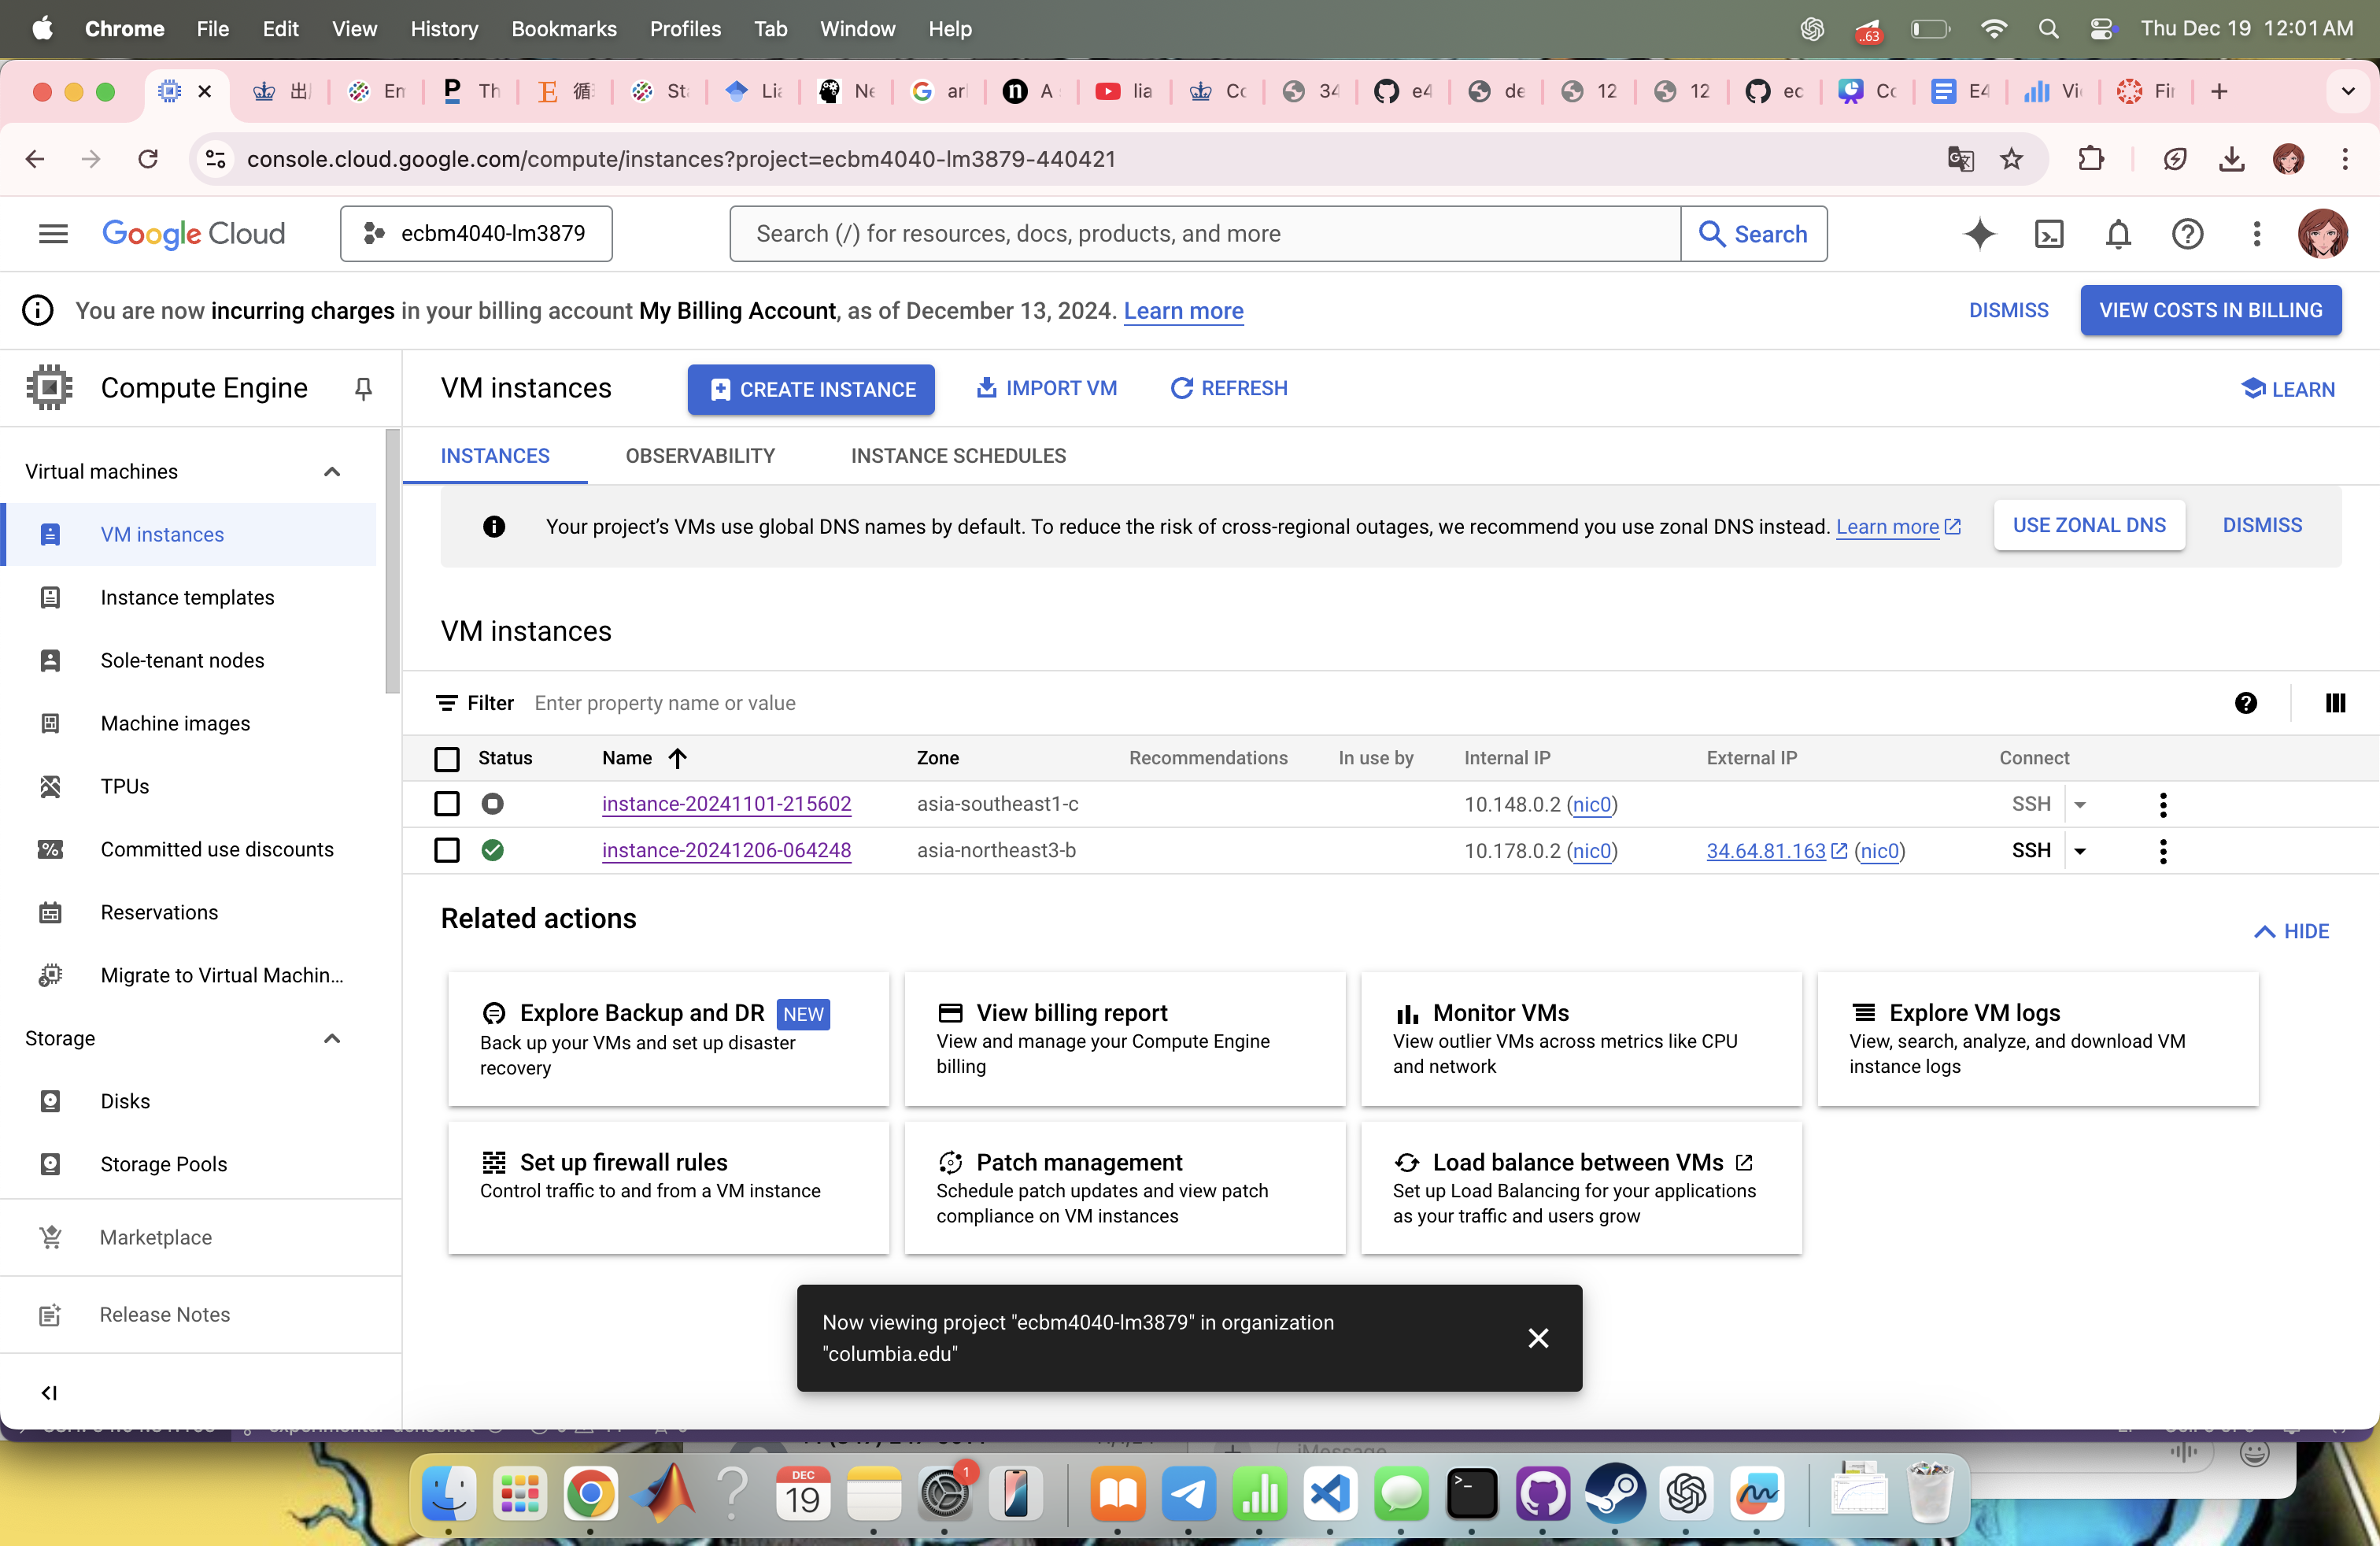 Chrome File Edit View History Bookmarks Profiles Tab Window Help ..63 Thu Dec 19 12:01 AM
出 En Th 循 Sta Lia Ne arl A lia Co 34 e4 de 12 12 ec Co E4 Vi Fir
console.cloud.google.com/compute/instances?project=ecbm4040-lm3879-440421
Google Cloud ecbm4040-lm3879 Search (/) for resources, docs, products, and more Search
You are now incurring charges in your billing account My Billing Account, as of December 13, 2024. Learn more DISMISS VIEW COSTS IN BILLING
Compute Engine VM instances CREATE INSTANCE IMPORT VM REFRESH LEARN
Virtual machines
VM instances
Instance templates
Sole-tenant nodes
Machine images
TPUs
Committed use discounts
Reservations
Migrate to Virtual Machin...
Storage
Disks
Storage Pools
Marketplace
Release Notes
INSTANCES OBSERVABILITY INSTANCE SCHEDULES
Your project’s VMs use global DNS names by default. To reduce the risk of cross-regional outages, we recommend you use zonal DNS instead. Learn more USE ZONAL DNS DISMISS
VM instances
Filter Enter property name or value
Status Name Zone Recommendations In use by Internal IP External IP Connect
instance-20241101-215602 asia-southeast1-c 10.148.0.2 (nic0) SSH
instance-20241206-064248 asia-northeast3-b 10.178.0.2 (nic0) 34.64.81.163 (nic0) SSH
Related actions HIDE
Explore Backup and DR NEW
Back up your VMs and set up disaster
recovery
View billing report
View and manage your Compute Engine
billing
Monitor VMs
View outlier VMs across metrics like CPU
and network
Explore VM logs
View, search, analyze, and download VM
instance logs
Set up firewall rules
Control traffic to and from a VM instance
Patch management
Schedule patch updates and view patch
compliance on VM instances
Load balance between VMs
Set up Load Balancing for your applications
as your traffic and users grow
Now viewing project "ecbm4040-lm3879" in organization
"columbia.edu"
iMessage
DEC
19
1